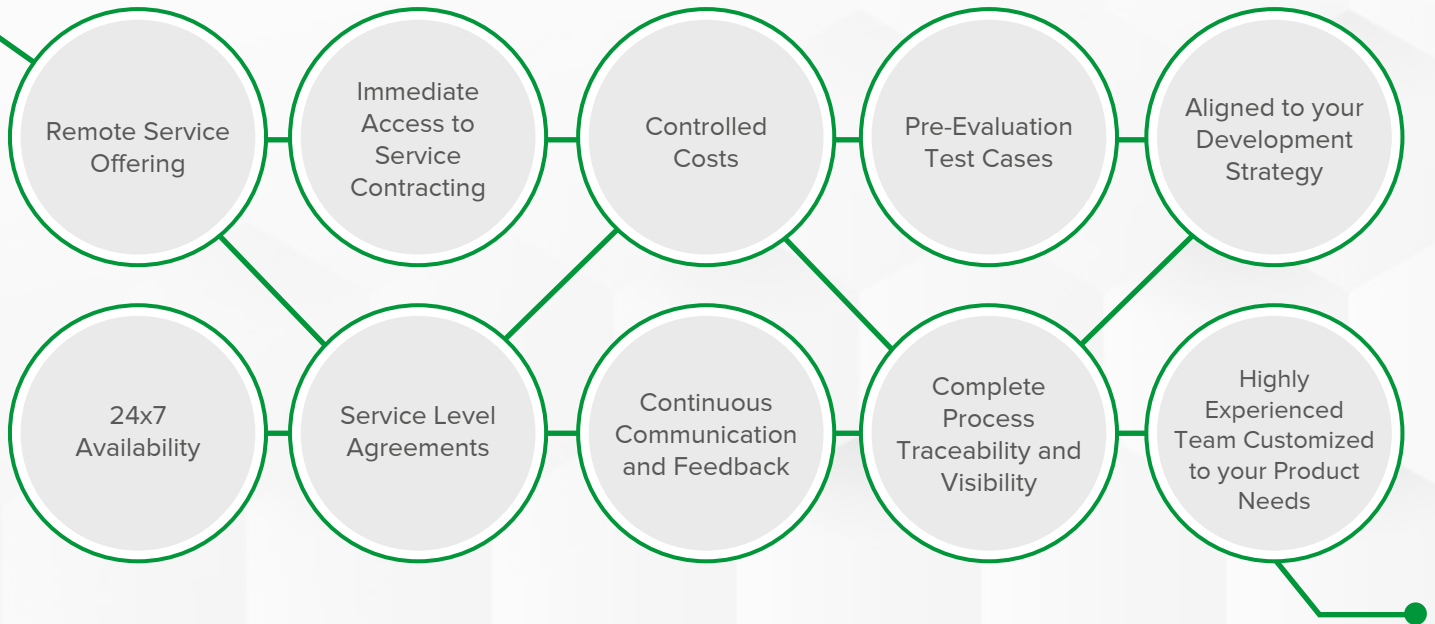 Remote Service
Offering
Immediate
Access to
Service
Contracting
Controlled
Costs
Pre-Evaluation
Test Cases
Aligned to your
Development
Strategy
24x7
Availability
Service Level
Agreements
Continuous
Communication
and Feedback
Complete
Process
Traceability and
Visibility
Highly
Experienced
Team Customized
to your Product
Needs